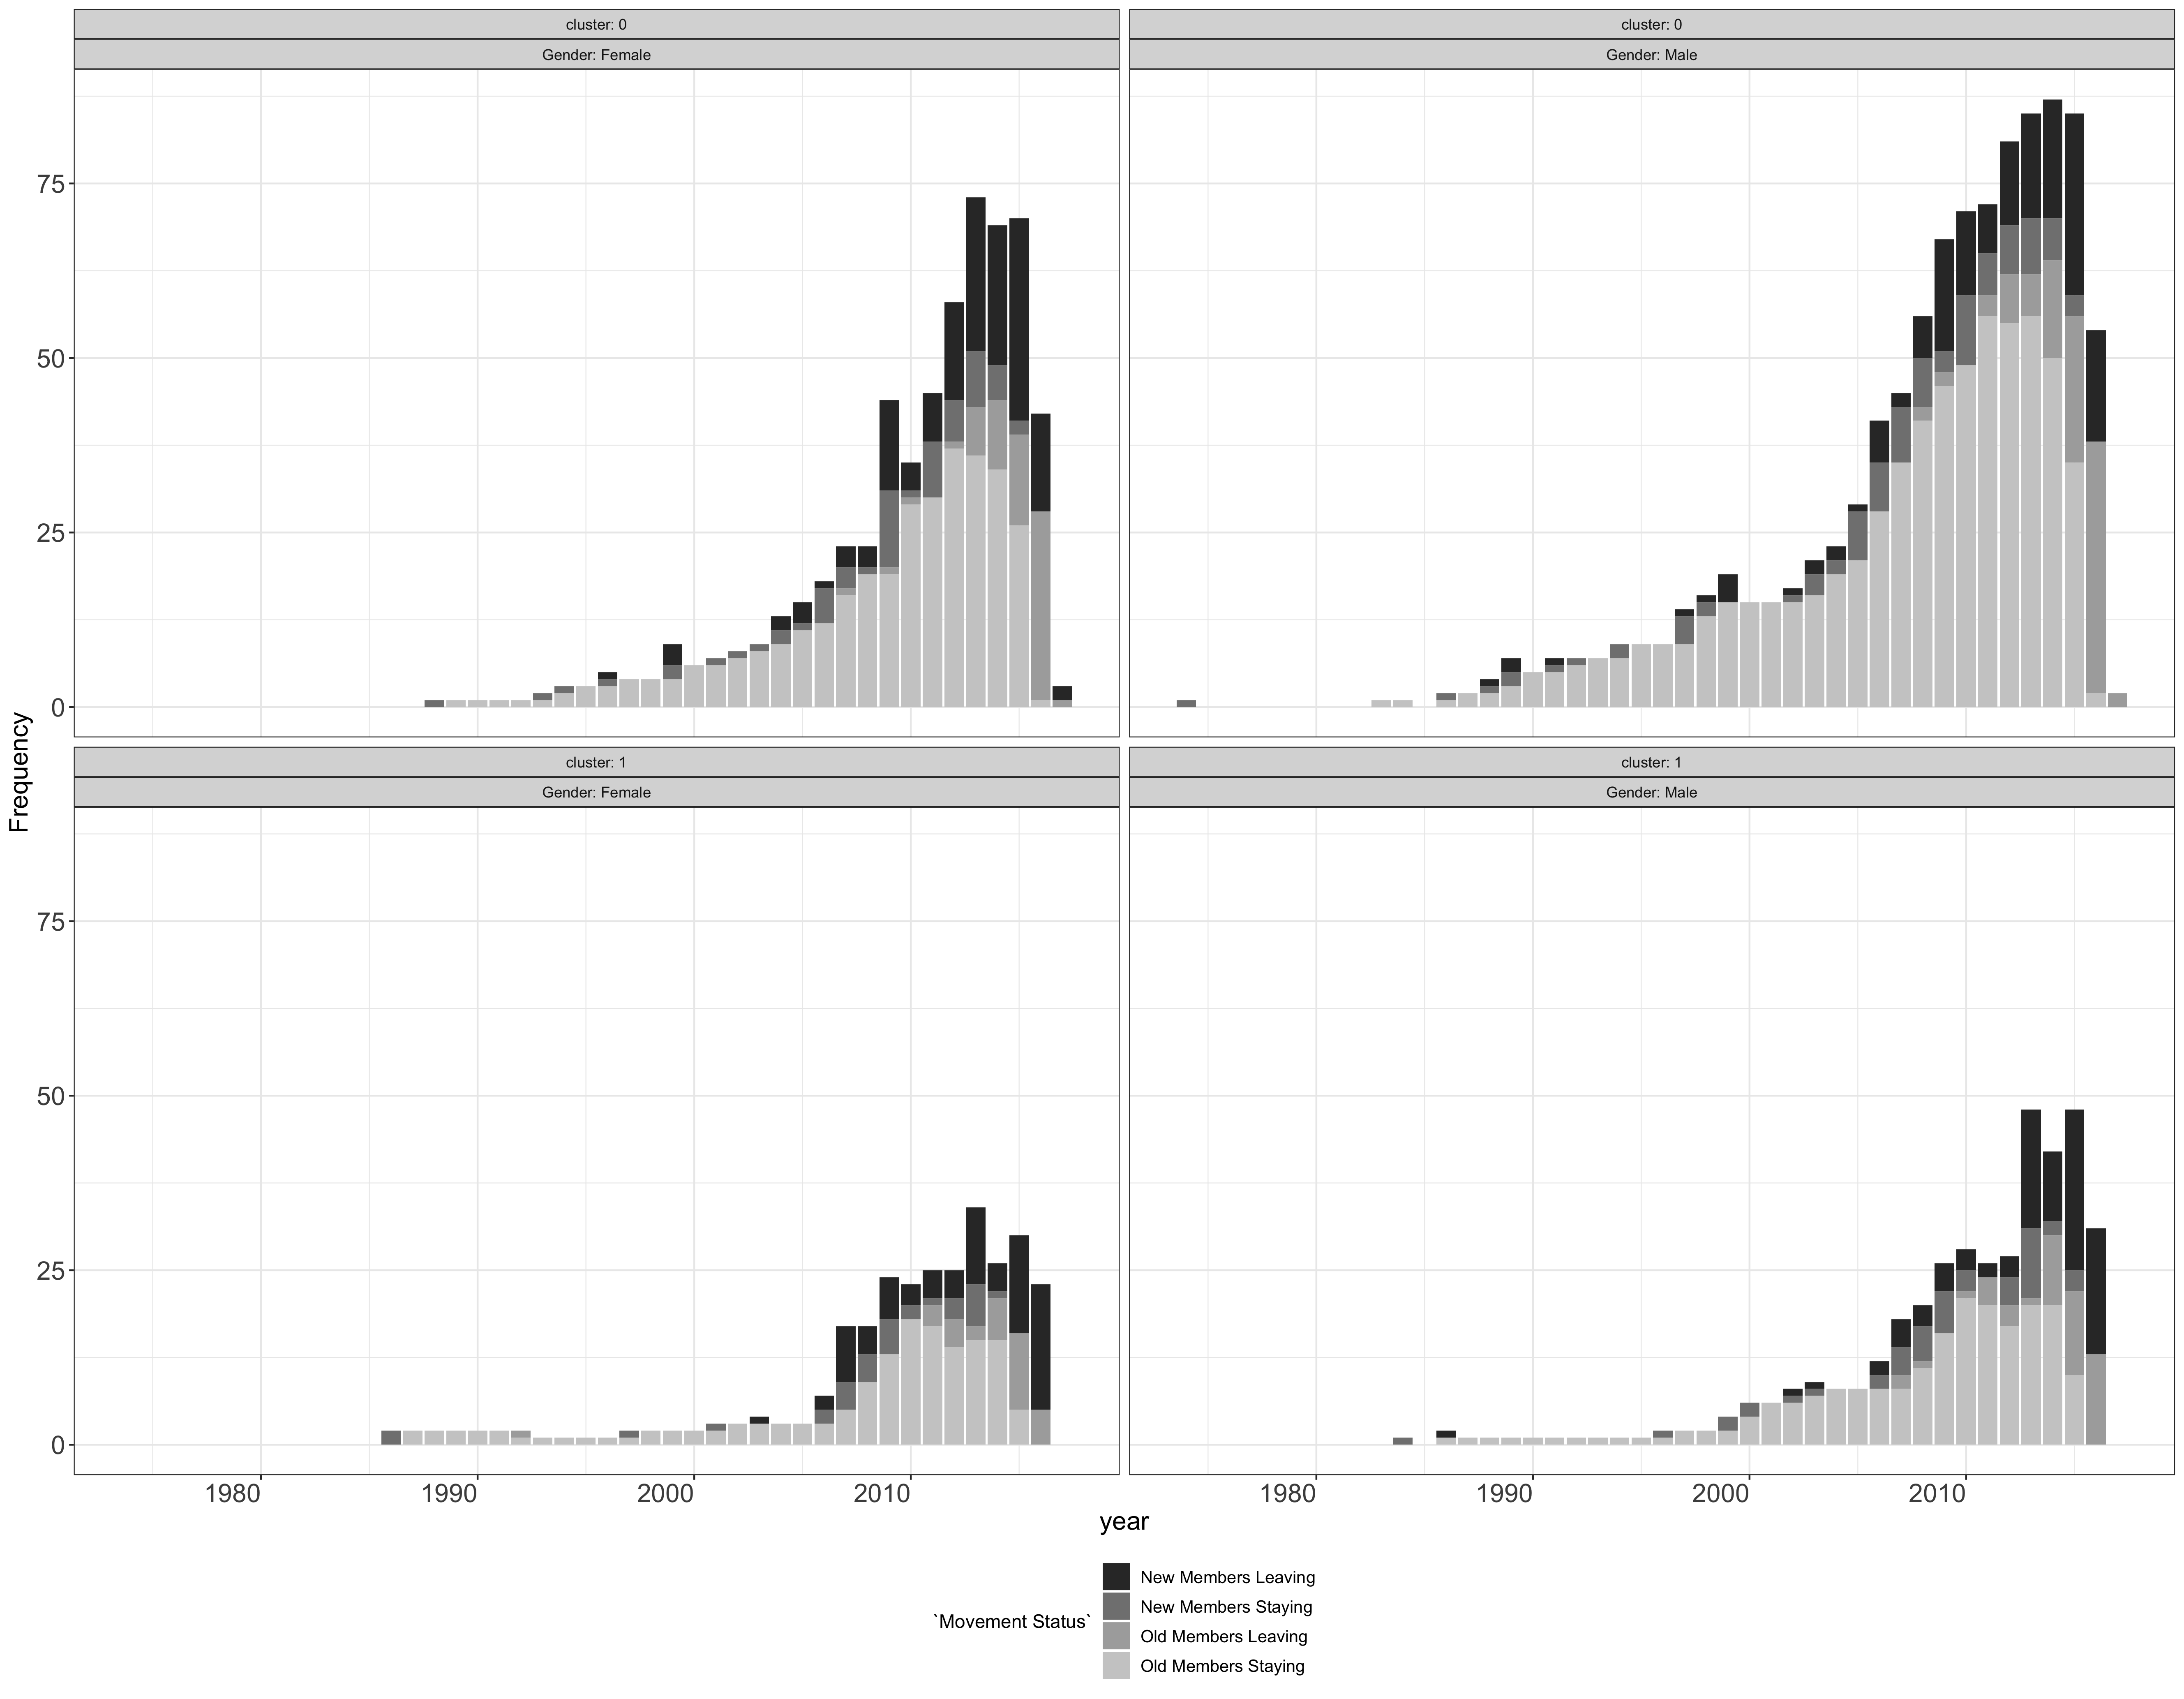 cluster: 0
Gender: Female
cluster: 0
Gender: Male
75
50
25
0
cluster: 1
Gender: Female
cluster: 1
Gender: Male
75
50
25
0
Frequency
1980 1990 2000 2010
1980 1990 2000 2010
year
`Movement Status`
New Members Leaving
New Members Staying
Old Members Leaving
Old Members Staying